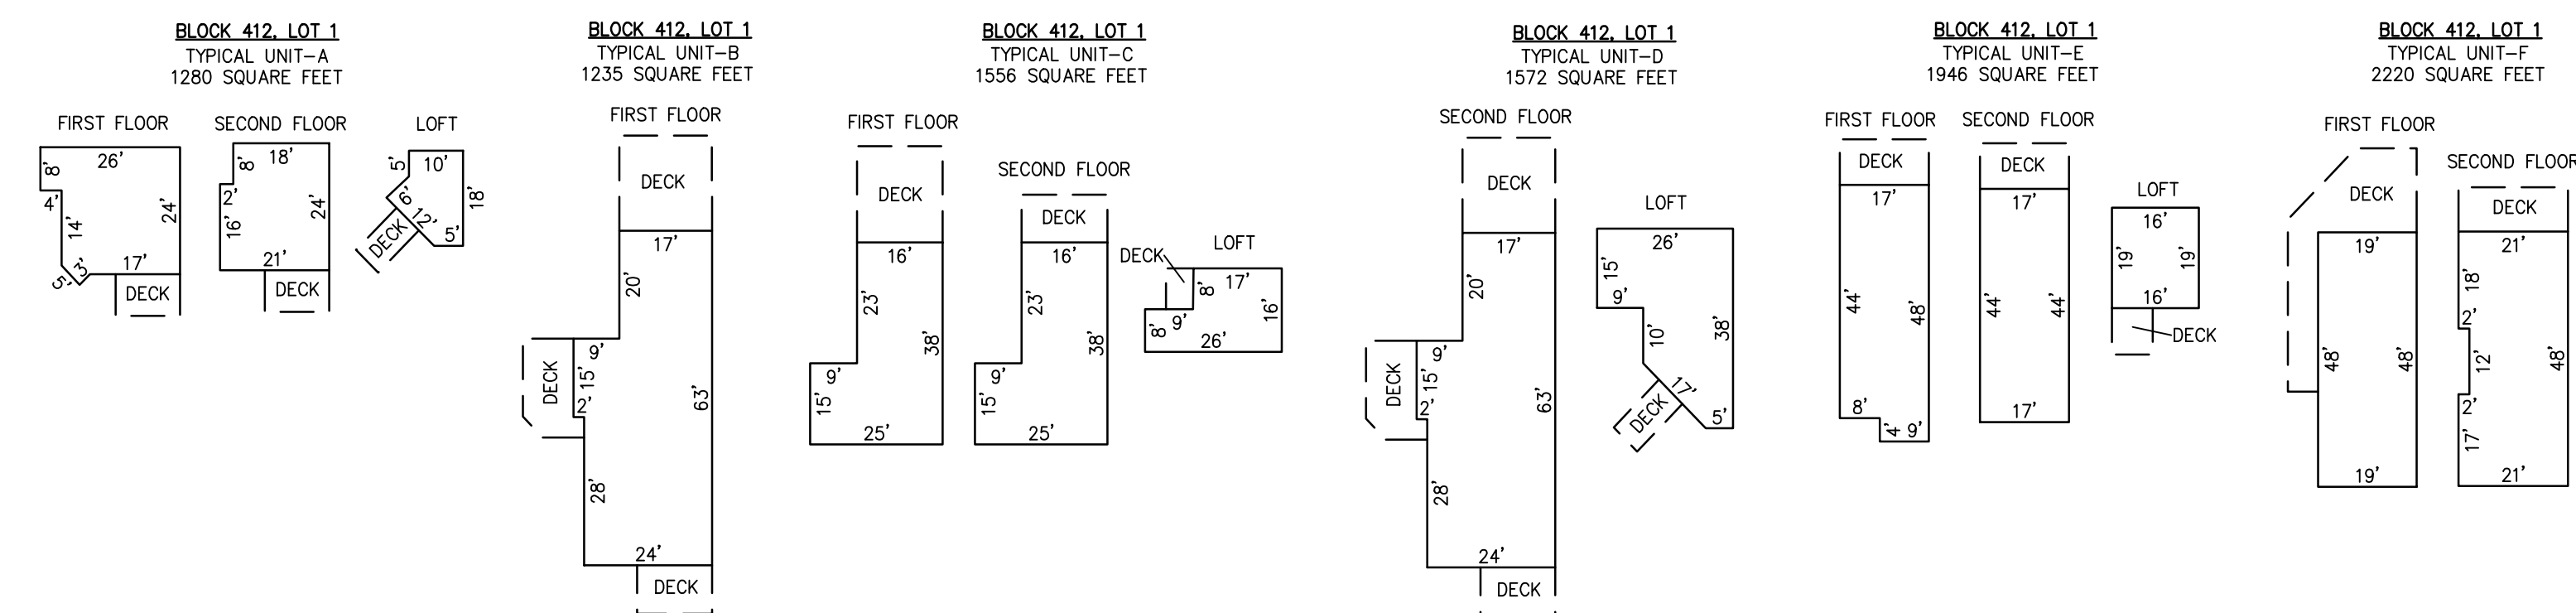 BLOCK 412, LOT 1
TYPICAL UNIT-A
1280 SQUARE FEET
FIRST FLOOR
26'
8'
4'
14'
24'
5'
3'
17'
DECK
SECOND FLOOR
18'
8'
2'
16'
24'
21'
DECK
LOFT
5'
10'
6'
12'
18'
5'
DECK
BLOCK 412, LOT 1
TYPICAL UNIT-B
1235 SQUARE FEET
FIRST FLOOR
DECK
17'
20'
9'
DECK
15'
2'
63'
28'
24'
DECK
BLOCK 412, LOT 1
TYPICAL UNIT-C
1556 SQUARE FEET
FIRST FLOOR
DECK
16'
23'
38'
9'
15'
25'
SECOND FLOOR
DECK
16'
23'
38'
9'
15'
25'
LOFT
DECK
17'
8'
9'
16'
8'
26'
BLOCK 412, LOT 1
TYPICAL UNIT-D
1572 SQUARE FEET
SECOND FLOOR
DECK
17'
20'
9'
DECK
15'
2'
63'
28'
24'
DECK
LOFT
26'
15'
9'
10'
38'
17'
5'
DECK
BLOCK 412, LOT 1
TYPICAL UNIT-E
1946 SQUARE FEET
FIRST FLOOR
DECK
17'
44'
48'
8'
'4
9'
SECOND FLOOR
DECK
17'
44'
44'
17'
LOFT
16'
19'
19'
16'
DECK
BLOCK 412, LOT 1
TYPICAL UNIT-F
2220 SQUARE FEET
FIRST FLOOR
DECK
19'
48'
48'
19'
SECOND FLOOR
DECK
21'
18'
2'
12'
48'
2'
17'
21'